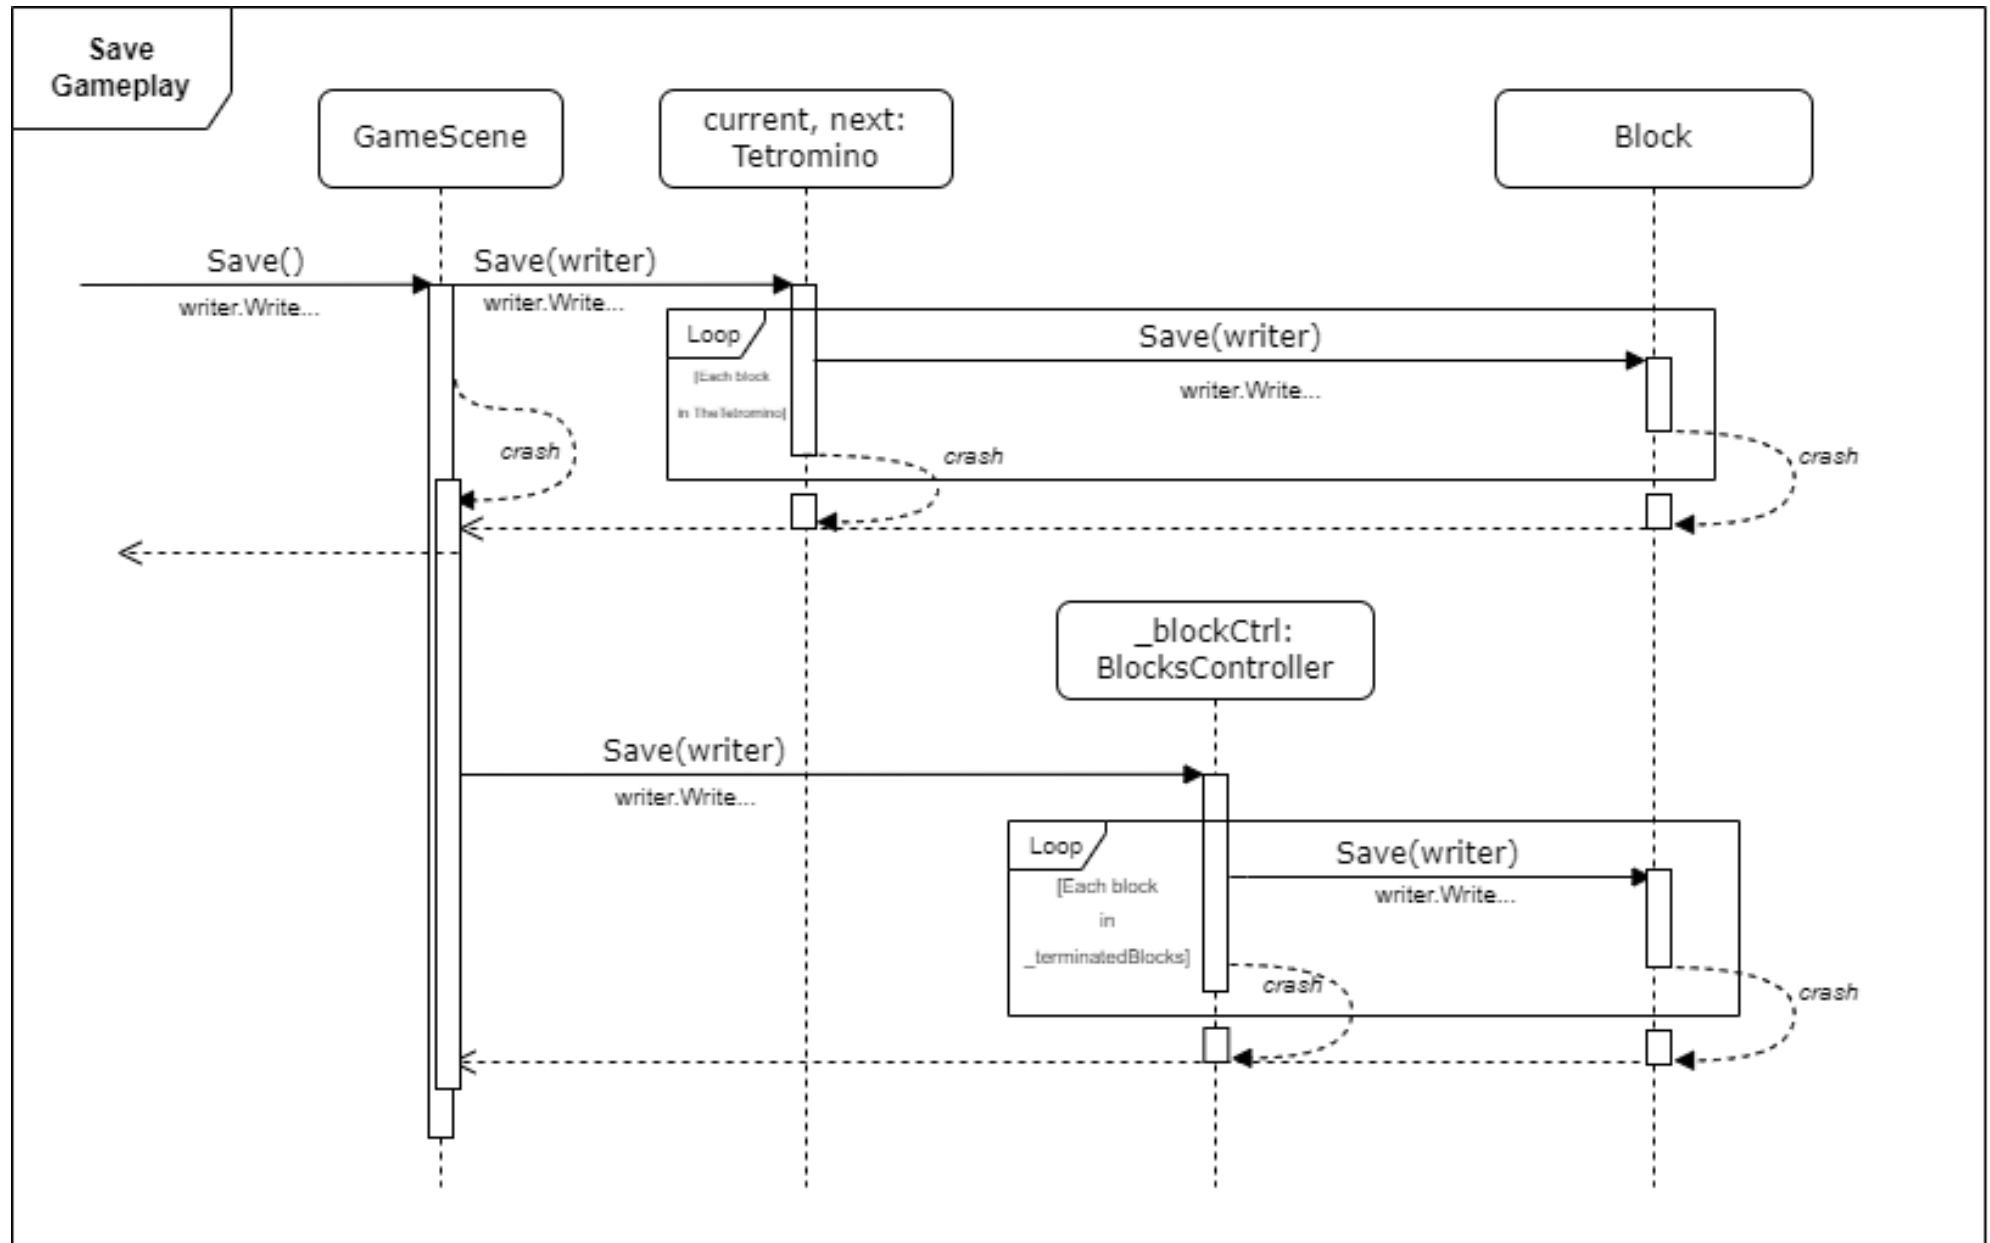 Save
Gameplay
GameScene
current, next:
Tetromino
Block
Save()
writer.Write...
Save(writer)
writer.Write...
Loop
[Each block
in TheTetromino]
Save(writer)
writer.Write...
crash
crash
crash
_blockCtrl:
BlocksController
Save(writer)
writer.Write...
Loop
[Each block
in
_terminatedBlocks]
Save(writer)
writer.Write...
crash
crash